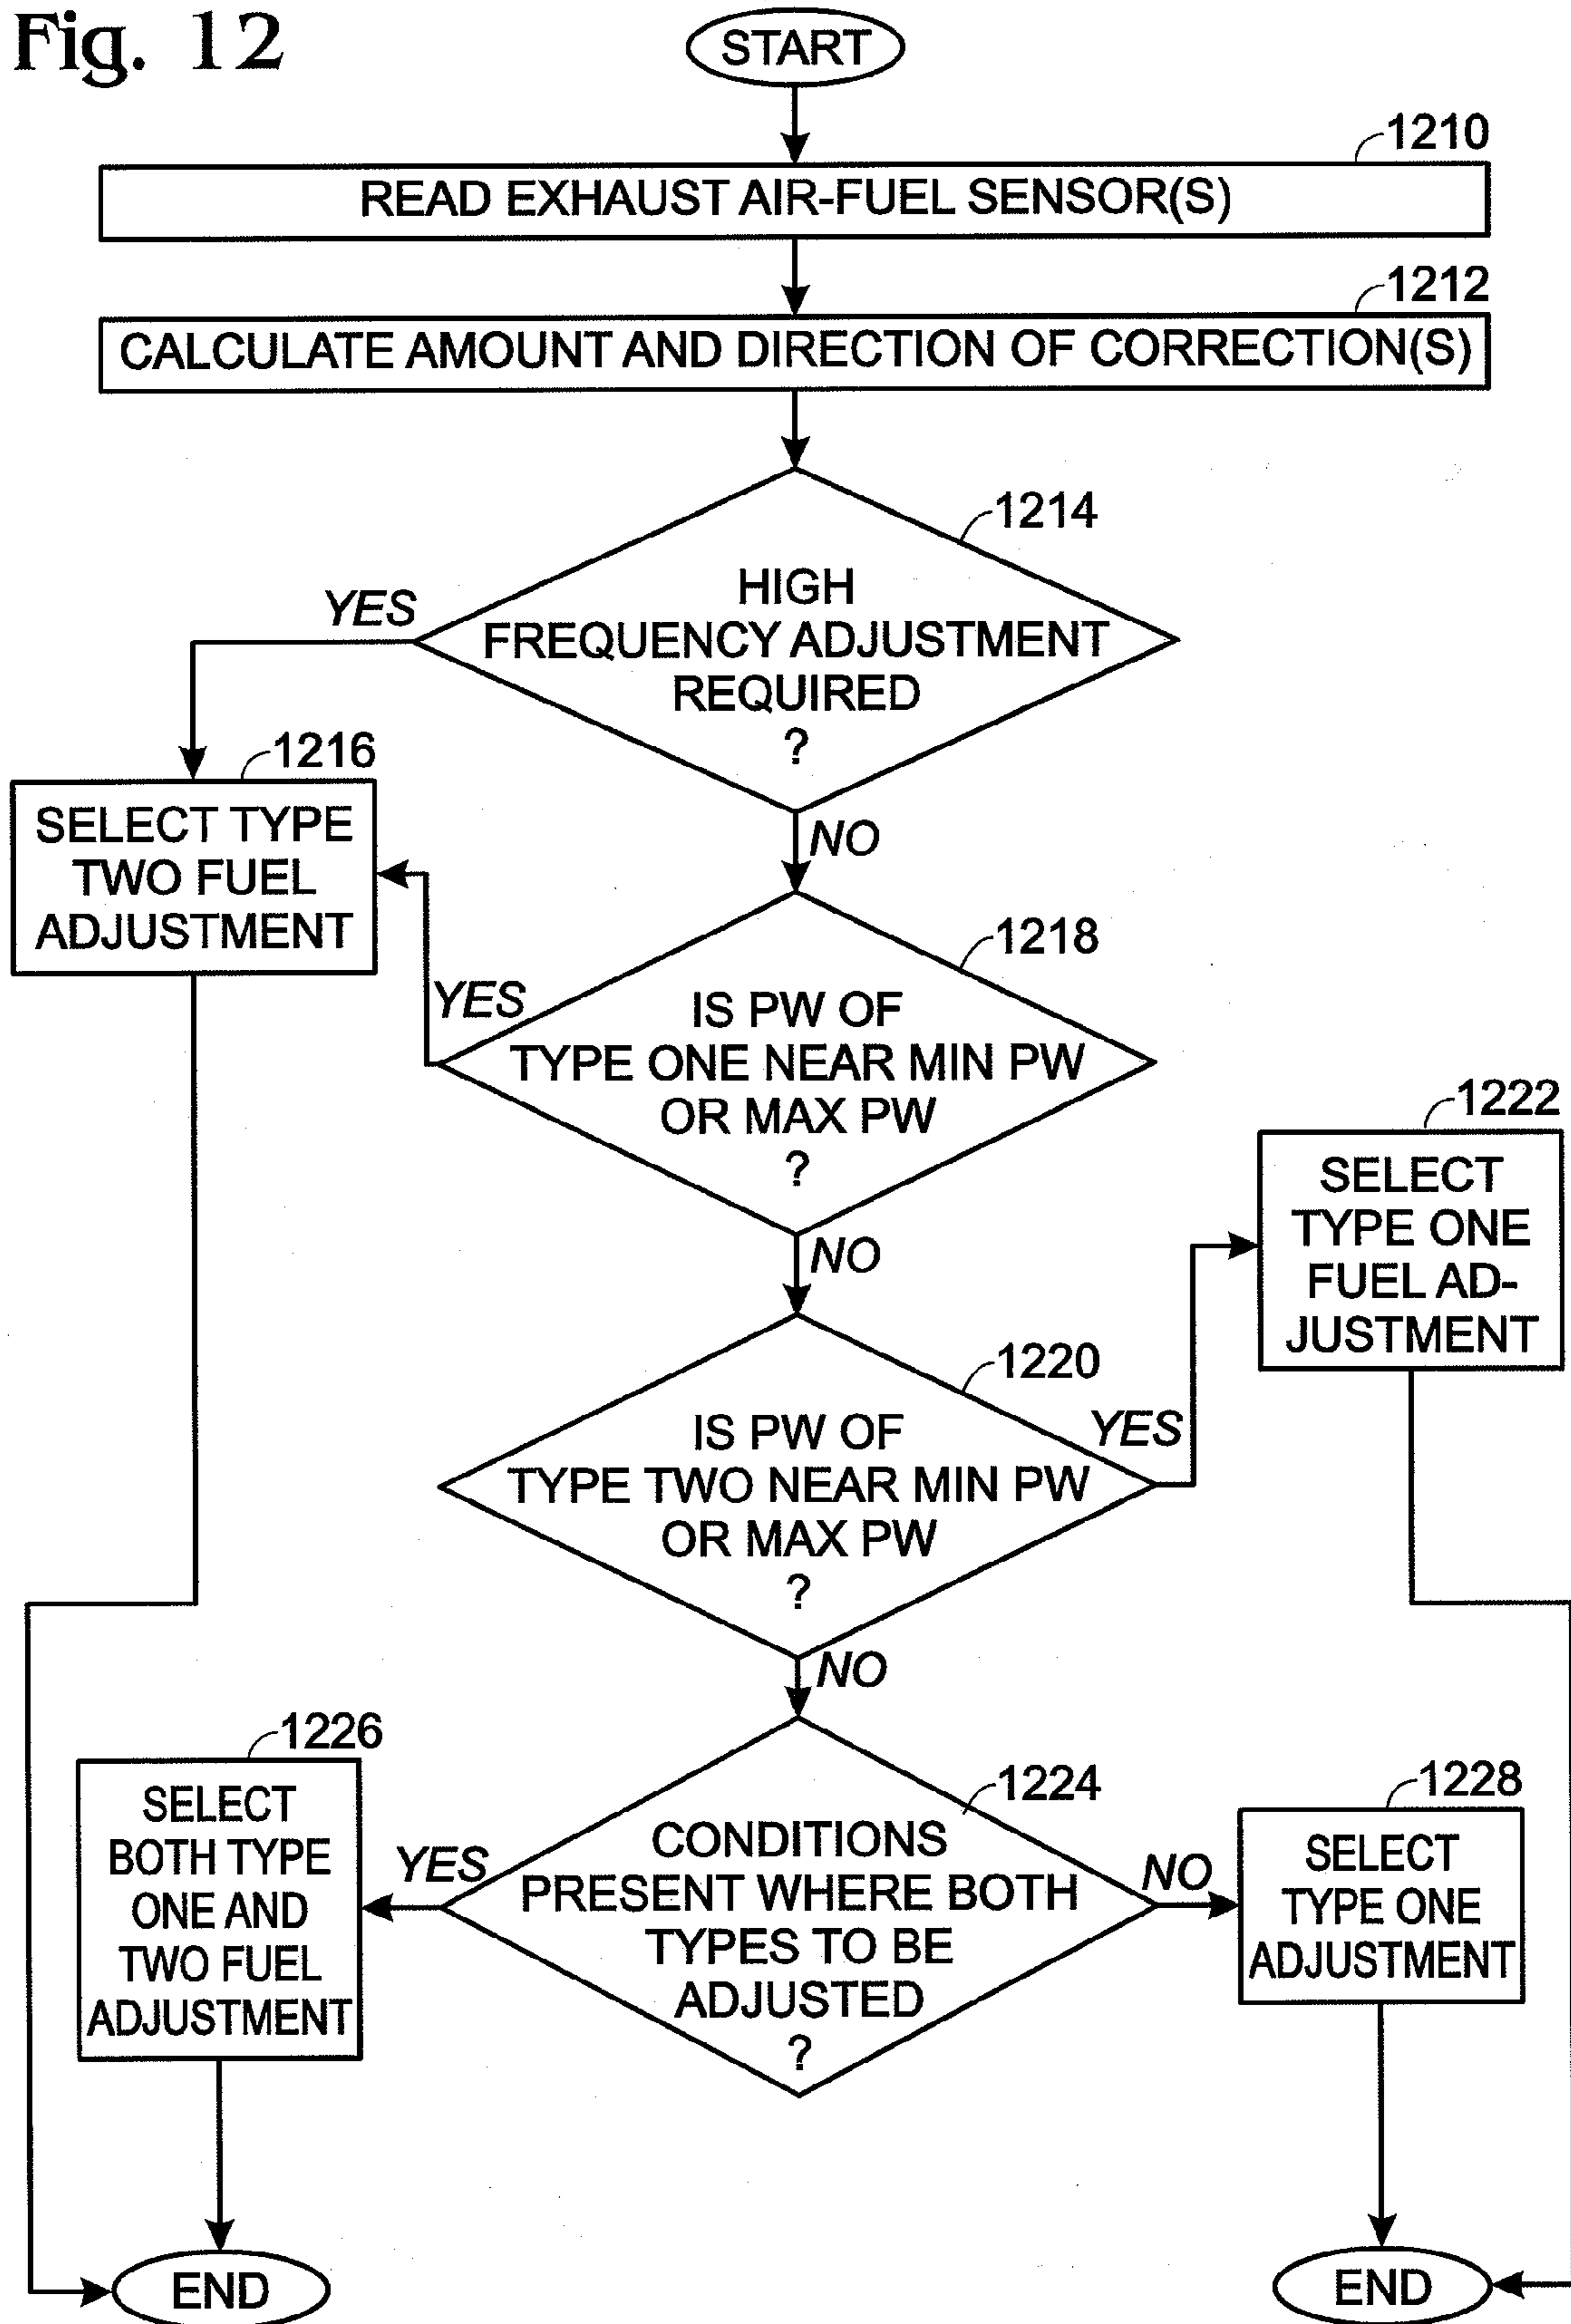 Fig. 12
START
1210
READ EXHAUST AIR-FUEL SENSOR(S)
1212
CALCULATE AMOUNT AND DIRECTION OF CORRECTION(S)
1214
HIGH
FREQUENCY ADJUSTMENT
REQUIRED
?
YES
NO
1216
SELECT TYPE
TWO FUEL
ADJUSTMENT
1218
IS PW OF
TYPE ONE NEAR MIN PW
OR MAX PW
?
YES
NO
1222
SELECT
TYPE ONE
FUEL AD-
JUSTMENT
1220
IS PW OF
TYPE TWO NEAR MIN PW
OR MAX PW
?
YES
NO
1226
SELECT
BOTH TYPE
ONE AND
TWO FUEL
ADJUSTMENT
1224
CONDITIONS
PRESENT WHERE BOTH
TYPES TO BE
ADJUSTED
?
YES
NO
1228
SELECT
TYPE ONE
ADJUSTMENT
END
END